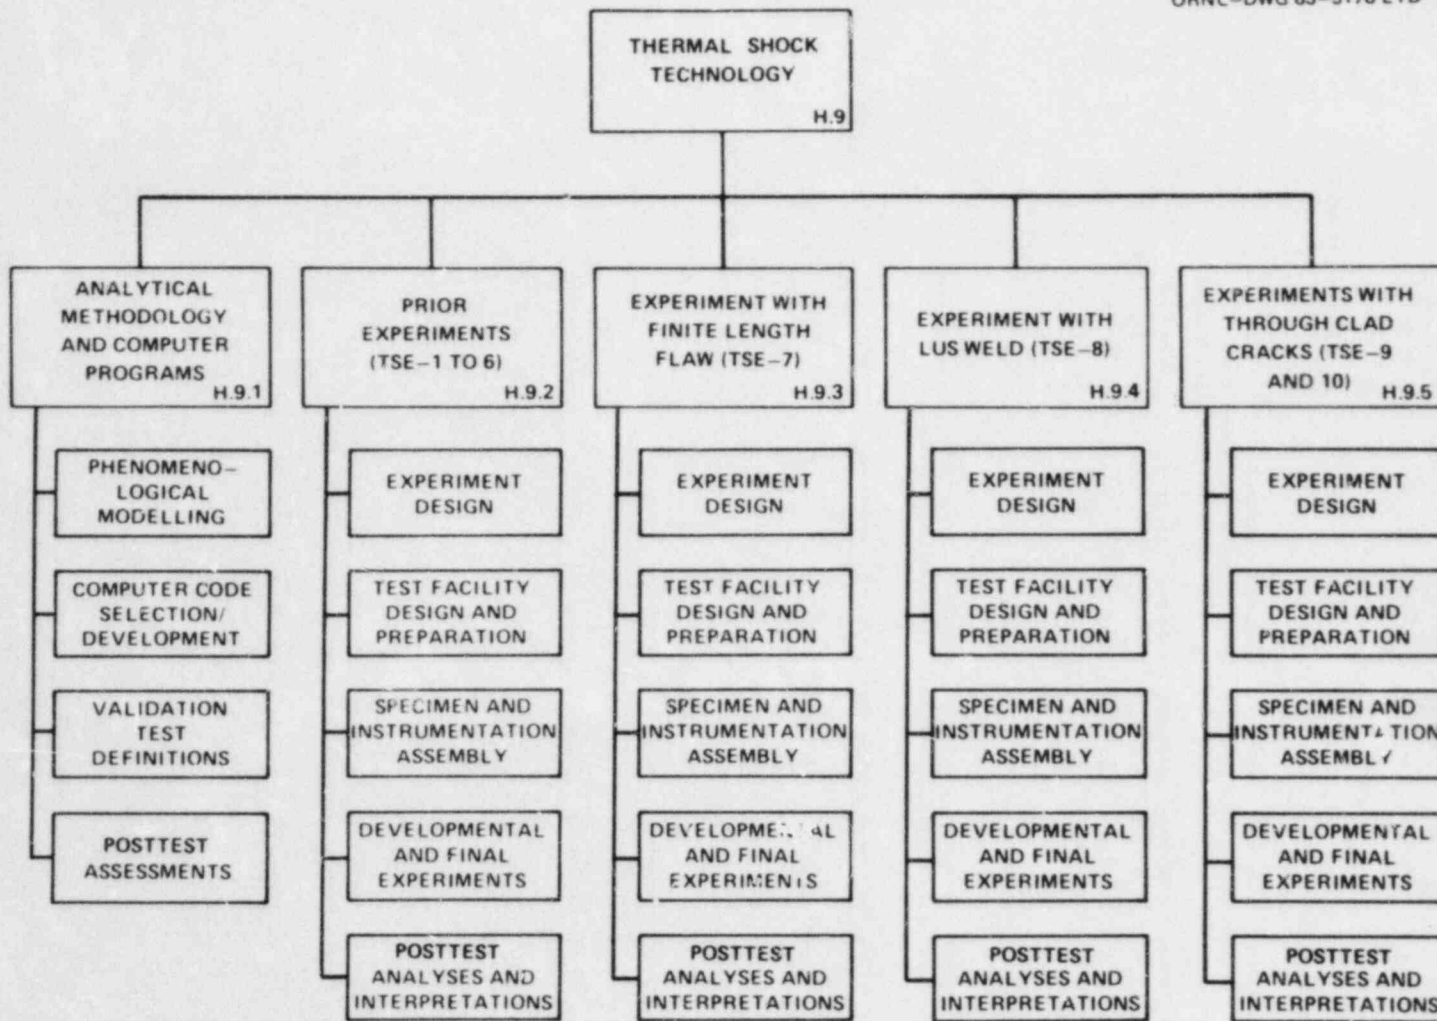 THERMAL SHOCK
TECHNOLOGY
H.9
ANALYTICAL
METHODOLOGY
AND COMPUTER
PROGRAMS
H.9.1
PHENOMENO-
LOGICAL
MODELLING
COMPUTER CODE
SELECTION/
DEVELOPMENT
VALIDATION
TEST
DEFINITIONS
POSTTEST
ASSESSMENTS
PRIOR
EXPERIMENTS
(TSE-1 TO 6)
H.9.2
EXPERIMENT
DESIGN
TEST FACILITY
DESIGN AND
PREPARATION
SPECIMEN AND
INSTRUMENTATION
ASSEMBLY
DEVELOPMENTAL
AND FINAL
EXPERIMENTS
POSTTEST
ANALYSES AND
INTERPRETATIONS
EXPERIMENT WITH
FINITE LENGTH
FLAW (TSE-7)
H.9.3
EXPERIMENT
DESIGN
TEST FACILITY
DESIGN AND
PREPARATION
SPECIMEN AND
INSTRUMENTATION
ASSEMBLY
DEVELOPMENTAL
AND FINAL
EXPERIMENTS
POSTTEST
ANALYSES AND
INTERPRETATIONS
EXPERIMENT WITH
LUS WELD (TSE-8)
H.9.4
EXPERIMENT
DESIGN
TEST FACILITY
DESIGN AND
PREPARATION
SPECIMEN AND
INSTRUMENTATION
ASSEMBLY
DEVELOPMENTAL
AND FINAL
EXPERIMENTS
POSTTEST
ANALYSES AND
INTERPRETATIONS
EXPERIMENTS WITH
THROUGH CLAD
CRACKS (TSE-9
AND 10)
H.9.5
EXPERIMENT
DESIGN
TEST FACILITY
DESIGN AND
PREPARATION
SPECIMEN AND
INSTRUMENTATION
ASSEMBLY
DEVELOPMENTAL
AND FINAL
EXPERIMENTS
POSTTEST
ANALYSES AND
INTERPRETATIONS